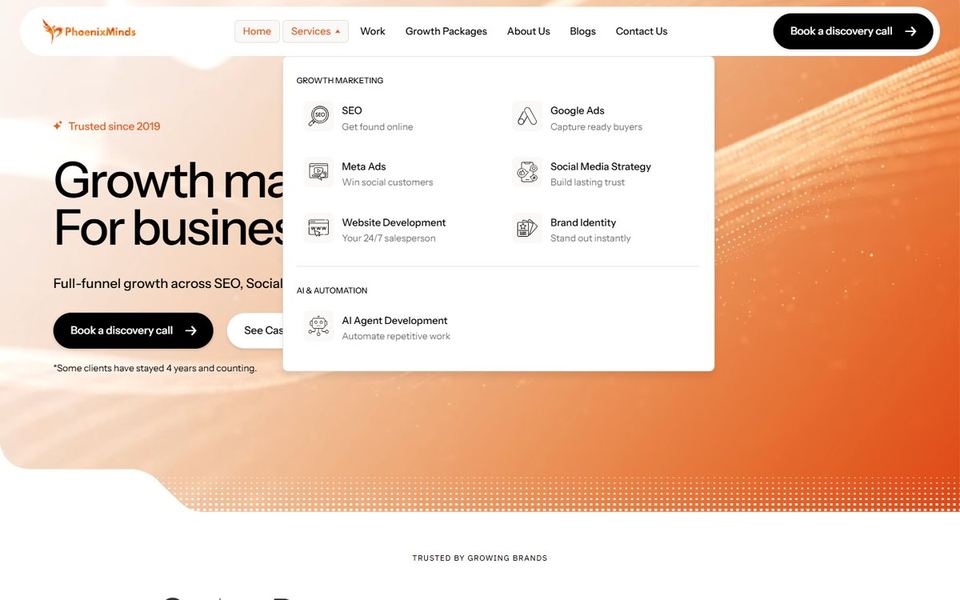 PhoenixMinds
Home
Services
Work
Growth Packages
About Us
Blogs
Contact Us
Book a discovery call
Trusted since 2019
Growth ma
For busines
Full-funnel growth across SEO, Social
Book a discovery call
See Cas
*Some clients have stayed 4 years and counting.
GROWTH MARKETING
SEO
SEO
Get found online
Google Ads
Capture ready buyers
Meta Ads
Win social customers
Social Media Strategy
Build lasting trust
WWW
Website Development
Your 24/7 salesperson
Brand Identity
Stand out instantly
AI & AUTOMATION
AI Agent Development
Automate repetitive work
TRUSTED BY GROWING BRANDS